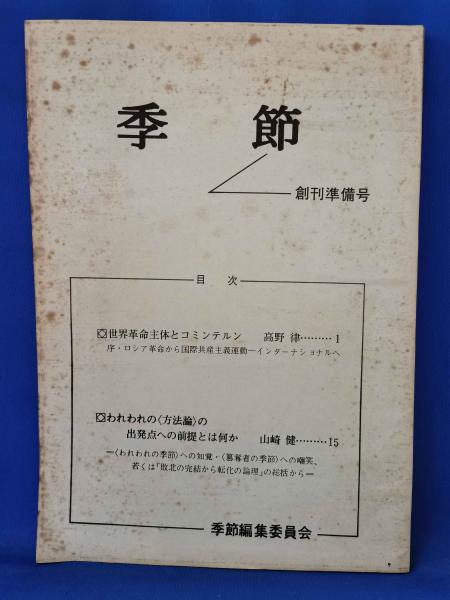 季節
創刊準備号
目次
世界革命主体とコミンテルン 高野 律………1
序・ロシア革命から国際共産主義運動―インターナショナルへ
われわれの〈方法論〉の
出発点への前提とは何か 山崎 健………15
―〈われわれの季節〉への知覚・〈簒奪者の季節〉への嘲笑、
若くは「敗北の完結から転化の論理」の総括から―
季節編集委員会